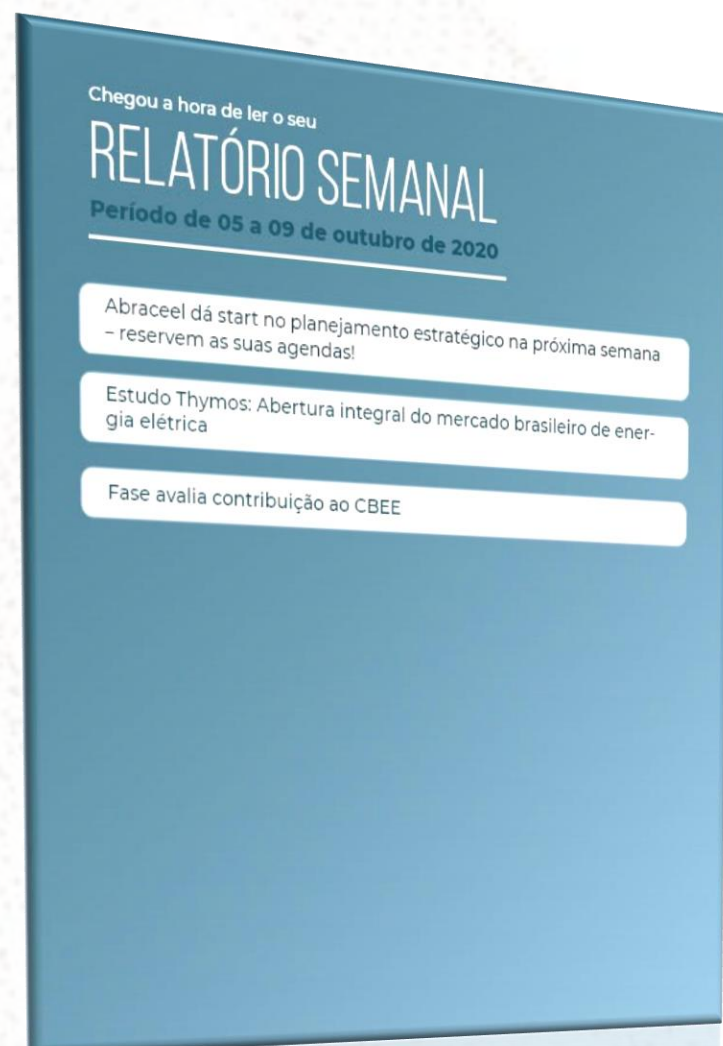 Chegou a hora de ler o seu
RELATÓRIO SEMANAL
Período de 05 a 09 de outubro de 2020
Abraceel dá start no planejamento estratégico na próxima semana
– reservem as suas agendas!
Estudo Thymos: Abertura integral do mercado brasileiro de ener-
gia elétrica
Fase avalia contribuição ao CBEE